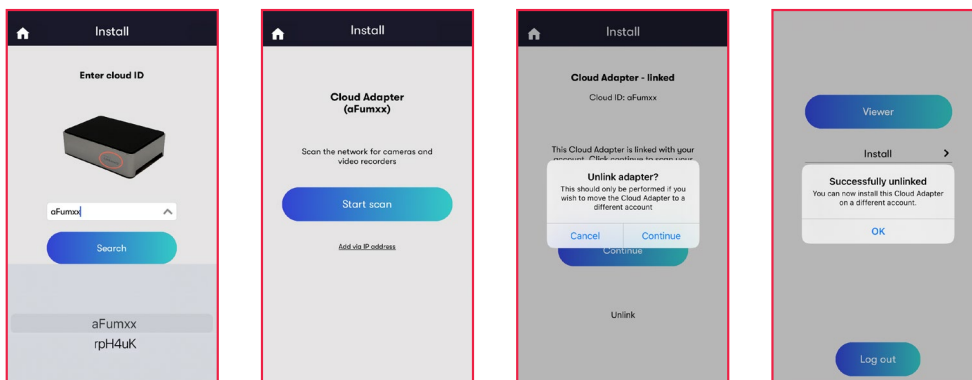 Install
Enter cloud ID
aFumxx
Search
aFumxx
rpH4uK
Install
Cloud Adapter
(aFumxx)
Scan the network for cameras and
video recorders
Start scan
Add via IP address
Install
Cloud Adapter - linked
Cloud ID: aFumxx
This Cloud Adapter is linked with your
account. Click continue to scan your
Unlink adapter?
This should only be performed if you
wish to move the Cloud Adapter to a
different account
Cancel Continue
Continue
Unlink
Viewer
Install
Successfully unlinked
You can now install this Cloud Adapter
on a different account.
OK
Log out